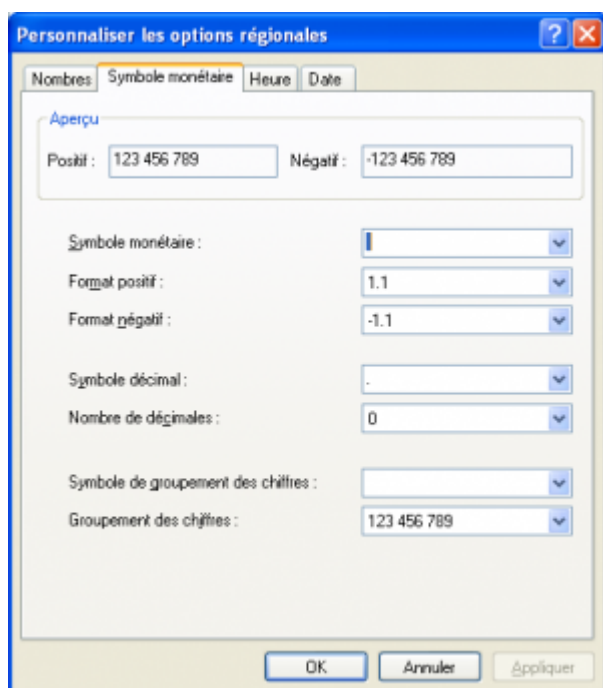 Personnaliser les options régionales
Nombres Symbole monétaire Heure Date
Aperçu
Positif : 123 456 789 Négatif : -123 456 789
Symbole monétaire :
Format positif : 1.1
Format négatif : -1.1
Symbole décimal : .
Nombre de décimales : 0
Symbole de groupement des chiffres :
Groupement des chiffres : 123 456 789
OK Annuler Appliquer